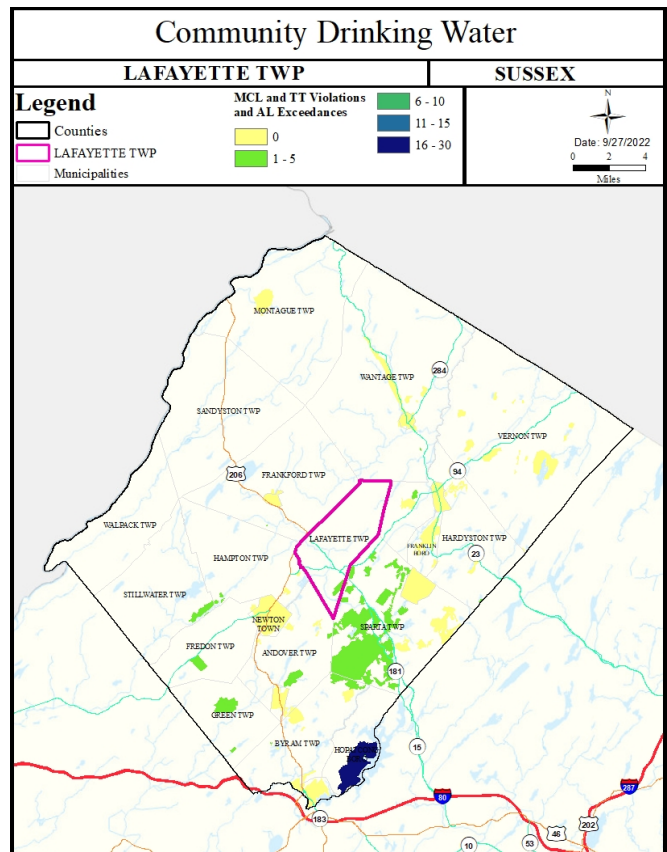 Community Drinking Water
LAFAYETTE TWP
SUSSEX
Legend
Counties
LAFAYETTE TWP
Municipalities
MCL and TT Violations
and AL Exceedances
0
1 - 5
6 - 10
11 - 15
16 - 30
N
Date: 9/27/2022
0 2 4
Miles
MONTAGUE TWP
WANTAGE TWP
284
SANDYSTON TWP
VERNON TWP
94
206
FRANKFORD TWP
WALPACK TWP
LAFAYETTE TWP
FRANKLIN
BORO
HARDYSTON TWP
23
HAMPTON TWP
STILLWATER TWP
NEWTON
TOWN
SPARTA TWP
FREDON TWP
ANDOVER TWP
181
GREEN TWP
BYRAM TWP
15
80
287
183
202
46
10
53